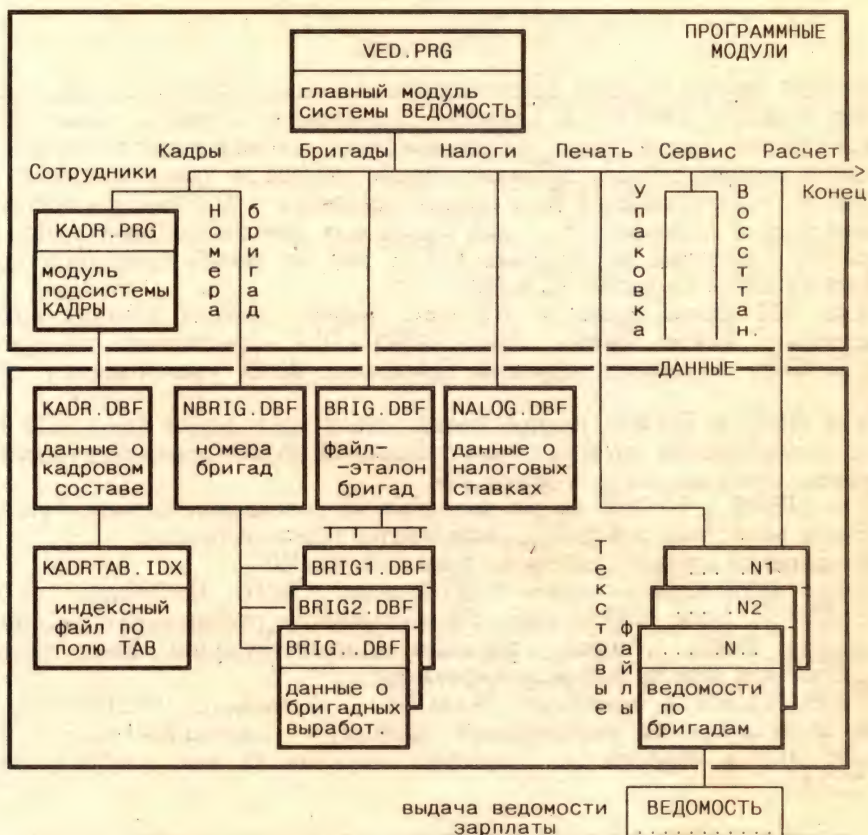 ПРОГРАММНЫЕ
МОДУЛИ
VED.PRG
главный модуль
системы ВЕДОМОСТЬ
Кадры Бригады Налоги Печать Сервис Расчет
Сотрудники
Конец
Номера
бригад
Упаковка
Восттан.
KADR.PRG
модуль
подсистемы
КАДРЫ
ДАННЫЕ
KADR.DBF
данные о
кадровом
составе
NBRIG.DBF
номера
бригад
BRIG.DBF
файл-
-эталон
бригад
NALOG.DBF
данные о
налоговых
ставках
KADRTAB.IDX
индексный
файл по
полю TAB
BRIG1.DBF
BRIG2.DBF
BRIG..DBF
данные о
бригадных
выработ.
Текстовые
файлы
... .N1
... .N2
... .N.
ведомости
по
бригадам
выдача ведомости
зарплаты
ВЕДОМОСТЬ
...........